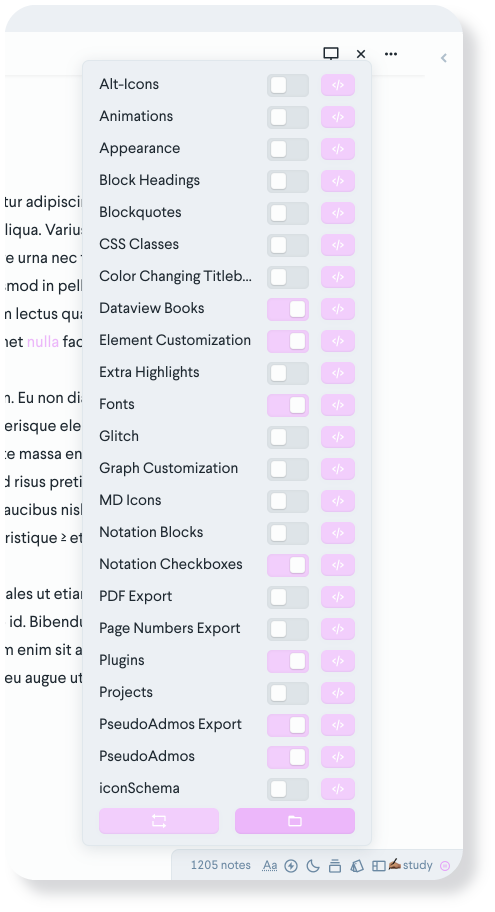 Alt-Icons
Animations
Appearance
Block Headings
Blockquotes
CSS Classes
Color Changing Titleb...
Dataview Books
Element Customization
Extra Highlights
Fonts
Glitch
Graph Customization
MD Icons
Notation Blocks
Notation Checkboxes
PDF Export
Page Numbers Export
Plugins
Projects
PseudoAdmos Export
PseudoAdmos
iconSchema
tur adipiscin
liqua. Varius
e urna nec
smod in pell
m lectus qua
net nulla fac
n. Eu non dia
erisque ele
te massa en
d risus preti
aucibus nisl
ristique 2 et
ales ut etiar
id. Bibendu
m enim sit a
eu augue ut
1205 notes Aa study